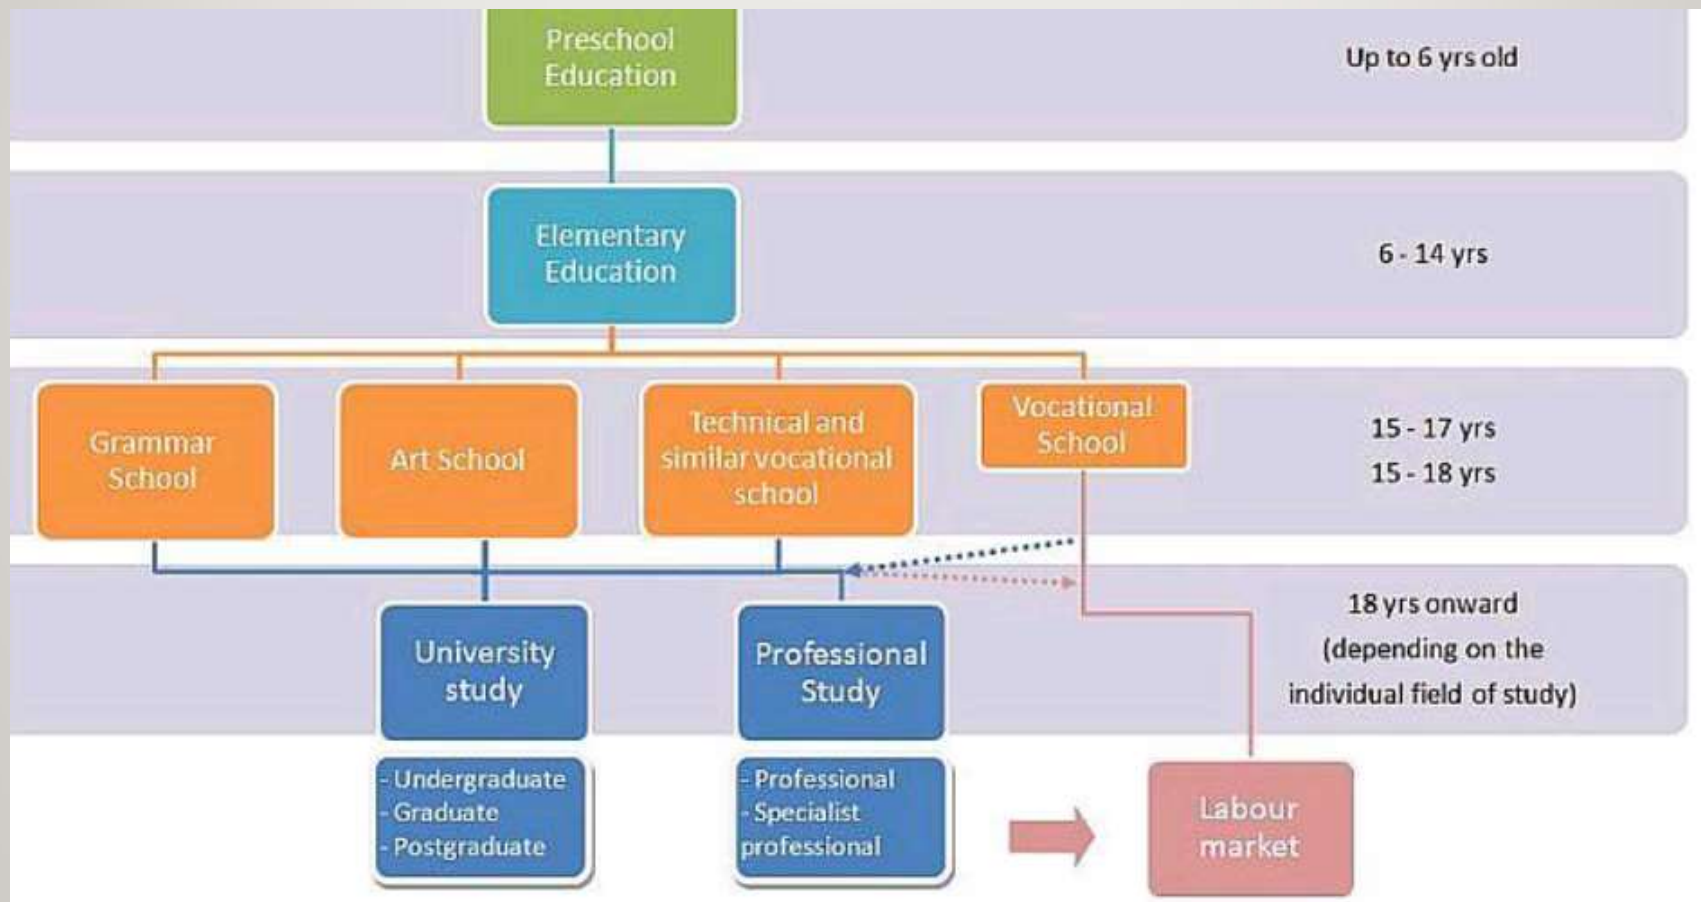 Preschool
Education
Up to 6 yrs old
Elementary
Education
6 - 14 yrs
Grammar
School
Art School
Technical and
similar vocational
school
Vocational
School
15 - 17 yrs
15 - 18 yrs
University
study
Professional
Study
18 yrs onward
(depending on the
individual field of study)
- Undergraduate
- Graduate
- Postgraduate
- Professional
- Specialist
professional
Labour
market